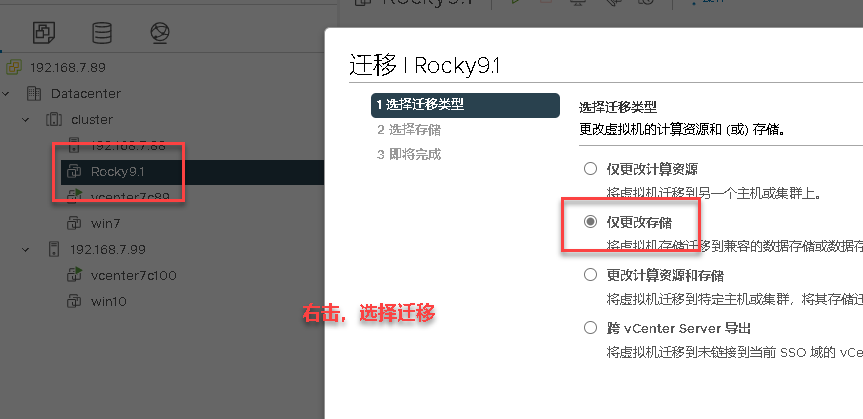 Rocky9.1
192.168.7.89
Datacenter
cluster
192.168.7.88
Rocky9.1
vcenter7c89
win7
192.168.7.99
vcenter7c100
win10
右击，选择迁移
迁移 | Rocky9.1
1 选择迁移类型
2 选择存储
3 即将完成
选择迁移类型
更改虚拟机的计算资源和 (或) 存储。
仅更改计算资源
将虚拟机迁移到另一个主机或集群上。
仅更改存储
将虚拟机存储迁移到兼容的数据存储或数据存
更改计算资源和存储
将虚拟机迁移到特定主机或集群，将其存储迁
跨 vCenter Server 导出
将虚拟机迁移到未链接到当前 SSO 域的 vCe